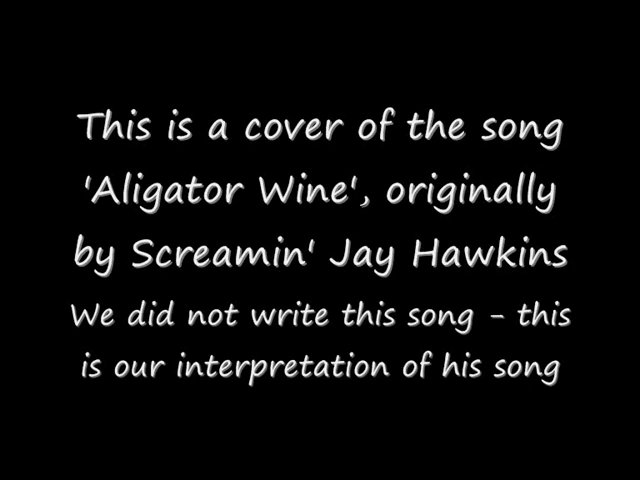 This is a cover of the song
'Aligator Wine', originally
by Screamin' Jay Hawkins
We did not write this song - this
is our interpretation of his song